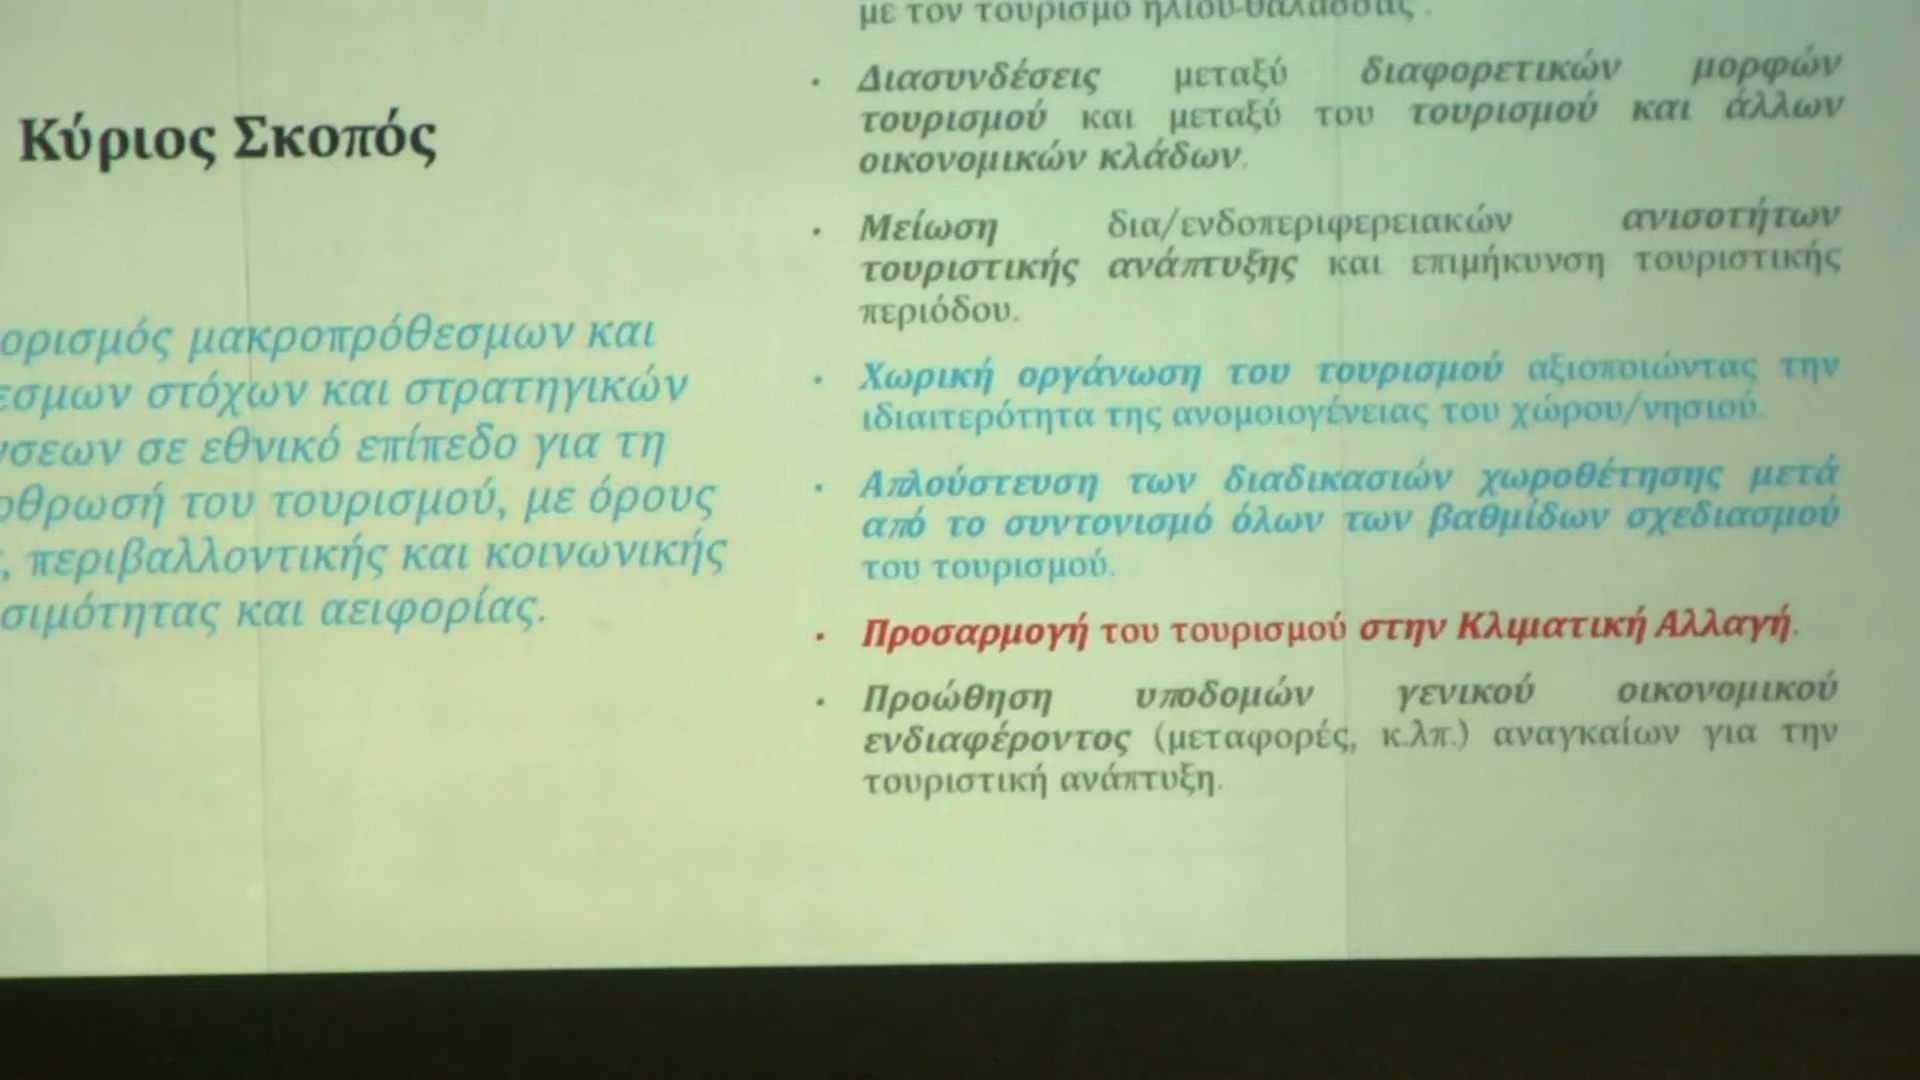 Κύριος Σκοπός
ορισμός μακροπρόθεσμων και
στόχων και στρατηγικών
σε εθνικό επίπεδο για τη
του τουρισμού, με όρους
, περιβαλλοντικής και κοινωνικής
και αειφορίας.
με τον τουρισμό ηλίου-θάλασσας .
· Διασυνδέσεις μεταξύ διαφορετικών μορφών
τουρισμού και μεταξύ του τουρισμού και άλλων
οικονομικών κλάδων.
· Μείωση δια/ενδοπεριφερειακών ανισοτήτων
τουριστικής ανάπτυξης και επιμήκυνση τουριστικής
περιόδου.
· Χωρική οργάνωση του τουρισμού αξιοποιώντας την
ιδιαιτερότητα της ανομοιογένειας του χώρου/νησιού.
· Απλούστευση των διαδικασιών χωροθέτησης μετά
από το συντονισμό όλων των βαθμίδων σχεδιασμού
του τουρισμού.
· Προσαρμογή του τουρισμού στην Κλιματική Αλλαγή.
· Προώθηση υποδομών γενικού οικονομικού
ενδιαφέροντος (μεταφορές, κ.λπ.) αναγκαίων για την
τουριστική ανάπτυξη.